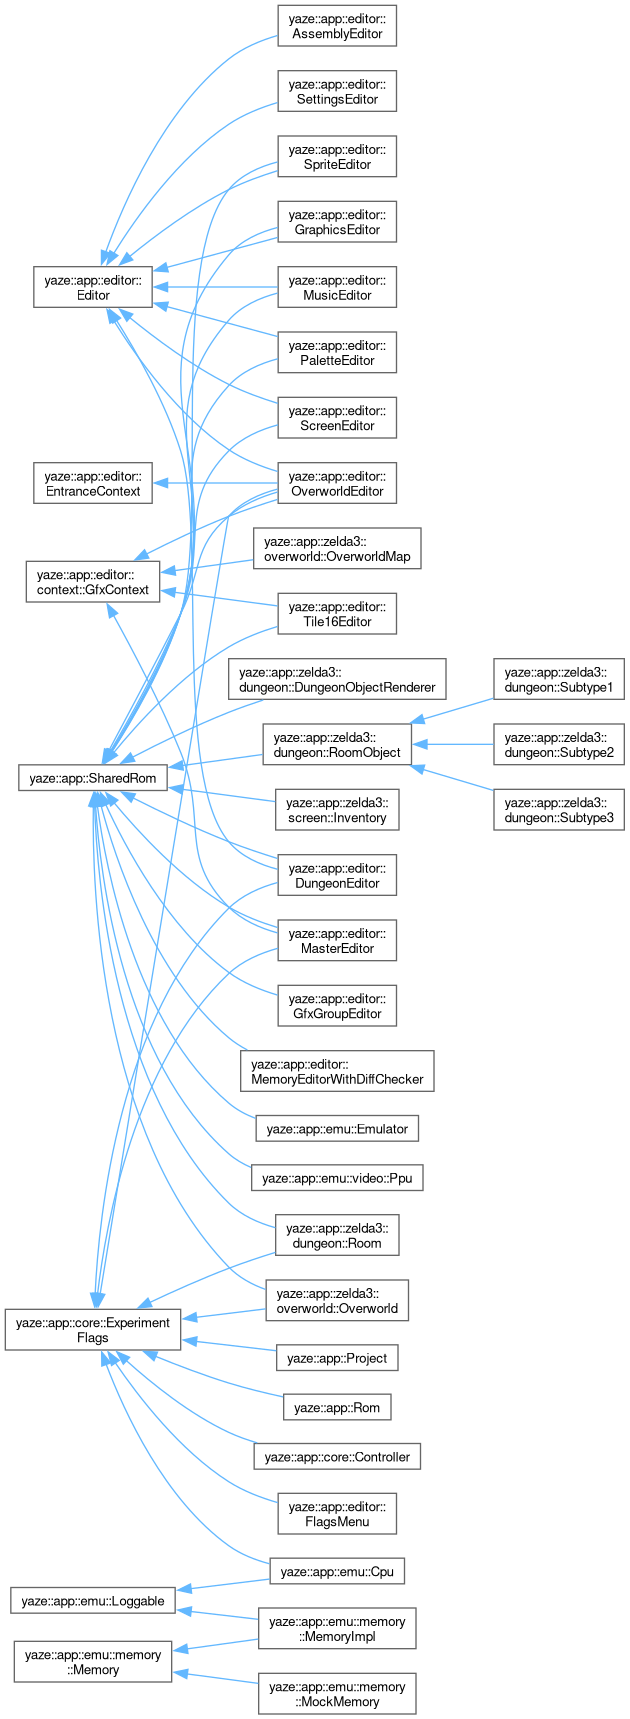 yaze::app::editor::
AssemblyEditor
yaze::app::editor::
SettingsEditor
yaze::app::editor::
SpriteEditor
yaze::app::editor::
GraphicsEditor
yaze::app::editor::
Editor
yaze::app::editor::
MusicEditor
yaze::app::editor::
PaletteEditor
yaze::app::editor::
ScreenEditor
yaze::app::editor::
EntranceContext
yaze::app::editor::
OverworldEditor
yaze::app::zelda3::
overworld::OverworldMap
yaze::app::editor::
context::GfxContext
yaze::app::editor::
Tile16Editor
yaze::app::zelda3::
dungeon::DungeonObjectRenderer
yaze::app::zelda3::
dungeon::Subtype1
yaze::app::zelda3::
dungeon::RoomObject
yaze::app::zelda3::
dungeon::Subtype2
yaze::app::SharedRom
yaze::app::zelda3::
screen::Inventory
yaze::app::zelda3::
dungeon::Subtype3
yaze::app::editor::
DungeonEditor
yaze::app::editor::
MasterEditor
yaze::app::editor::
GfxGroupEditor
yaze::app::editor::
MemoryEditorWithDiffChecker
yaze::app::emu::Emulator
yaze::app::emu::video::Ppu
yaze::app::zelda3::
dungeon::Room
yaze::app::zelda3::
overworld::Overworld
yaze::app::core::Experiment
Flags
yaze::app::Project
yaze::app::Rom
yaze::app::core::Controller
yaze::app::editor::
FlagsMenu
yaze::app::emu::Cpu
yaze::app::emu::Loggable
yaze::app::emu::memory
::MemoryImpl
yaze::app::emu::memory
::Memory
yaze::app::emu::memory
::MockMemory